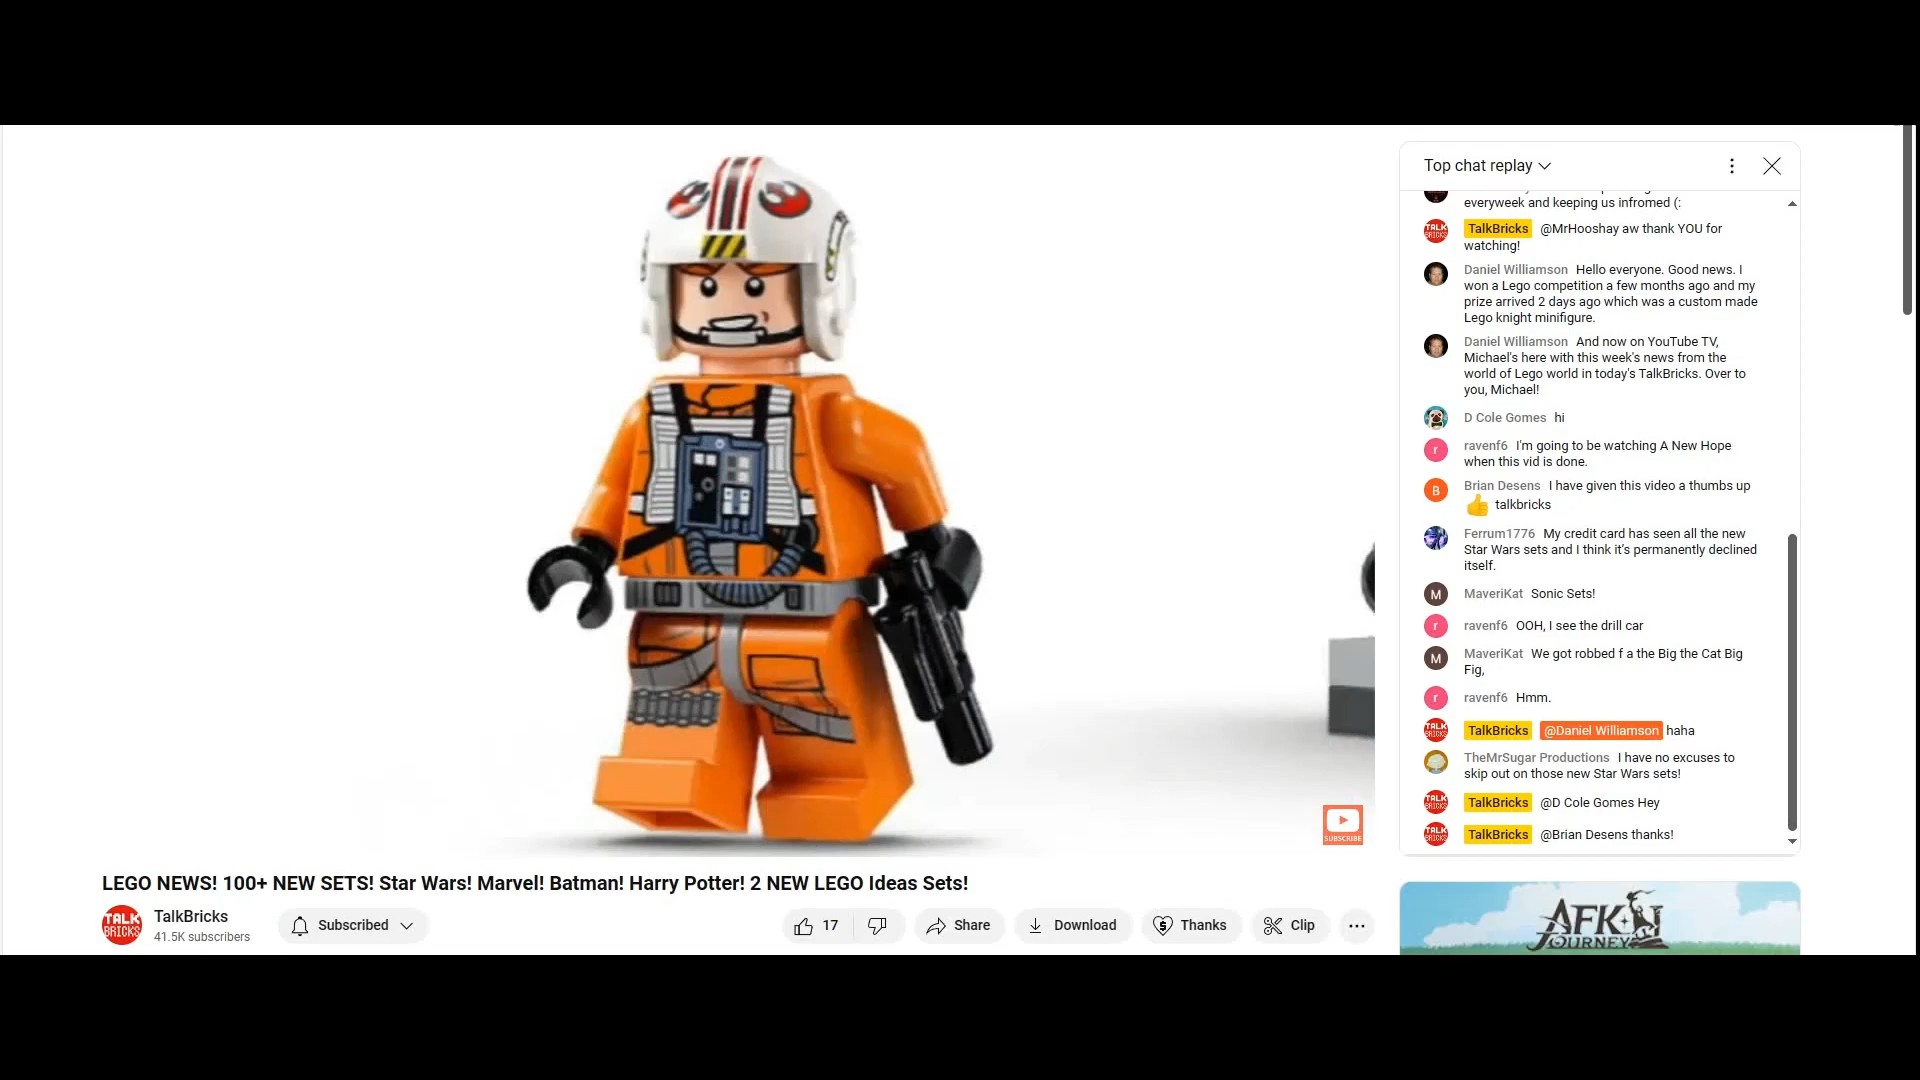 Top chat replay
everyweek and keeping us infromed (:
TalkBricks @MrHooshay aw thank YOU for
watching!
Daniel Williamson Hello everyone. Good news. I
won a Lego competition a few months ago and my
prize arrived 2 days ago which was a custom made
Lego knight minifigure.
Daniel Williamson And now on YouTube TV,
Michael's here with this week's news from the
world of Lego world in today's TalkBricks. Over to
you, Michael!
D Cole Gomes hi
r ravenf6 I'm going to be watching A New Hope
when this vid is done.
B Brian Desens I have given this video a thumbs up
talkbricks
Ferrum1776 My credit card has seen all the new
Star Wars sets and I think it's permanently declined
itself.
M MaveriKat Sonic Sets!
r ravenf6 OOH, I see the drill car
M MaveriKat We got robbed f a the Big the Cat Big
Fig,
r ravenf6 Hmm.
TalkBricks @Daniel Williamson haha
TheMrSugar Productions I have no excuses to
skip out on those new Star Wars sets!
TalkBricks @D Cole Gomes Hey
TalkBricks @Brian Desens thanks!
SUBSCRIBE
LEGO NEWS! 100+ NEW SETS! Star Wars! Marvel! Batman! Harry Potter! 2 NEW LEGO Ideas Sets!
TALK
BRICKS
TalkBricks
41.5K subscribers
Subscribed
17
Share
Download
Thanks
Clip
AFK
JOURNEY